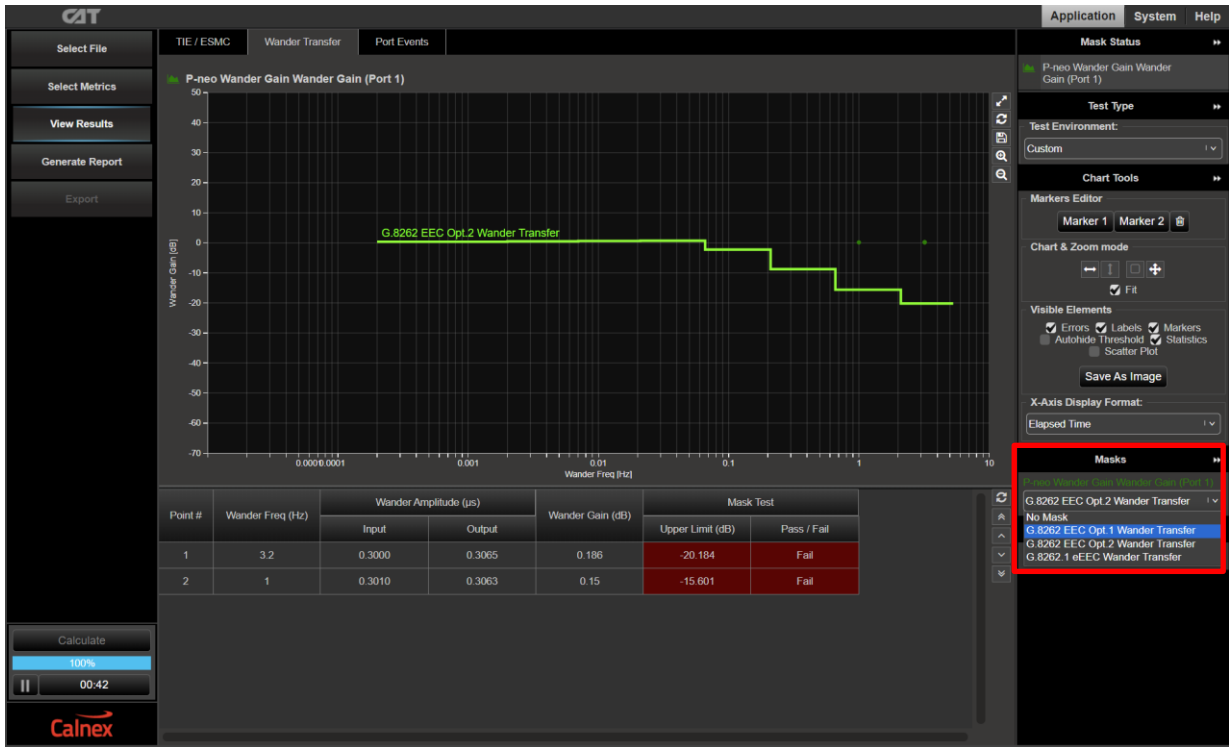 CAT
Application System Help
Select File
Select Metrics
View Results
Generate Report
Export
TIE / ESMC Wander Transfer Port Events
P-neo Wander Gain Wander Gain (Port 1)
50
40
30
20
10
0
-10
-20
-30
-40
-50
-60
-70
Wander Gain [dB]
G.8262 EEC Opt.2 Wander Transfer
0.0001 0.001 0.01 0.1 1 10
Wander Freq [Hz]
Point # Wander Freq (Hz) Wander Amplitude (µs) Wander Gain (dB) Mask Test
Input Output Upper Limit (dB) Pass / Fail
1 3.2 0.3000 0.3065 0.186 -20.184 Fail
2 1 0.3010 0.3063 0.15 -15.601 Fail
Mask Status
P-neo Wander Gain Wander
Gain (Port 1)
Test Type
Test Environment:
Custom
Chart Tools
Markers Editor
Marker 1 Marker 2
Chart & Zoom mode
Fit
Visible Elements
Errors Labels Markers
Autohide Threshold Statistics
Scatter Plot
Save As Image
X-Axis Display Format:
Elapsed Time
Masks
P-neo Wander Gain Wander Gain (Port 1)
G.8262 EEC Opt.2 Wander Transfer
No Mask
G.8262 EEC Opt.1 Wander Transfer
G.8262 EEC Opt.2 Wander Transfer
G.8262.1 eEEC Wander Transfer
Calculate
100%
00:42
Calnex